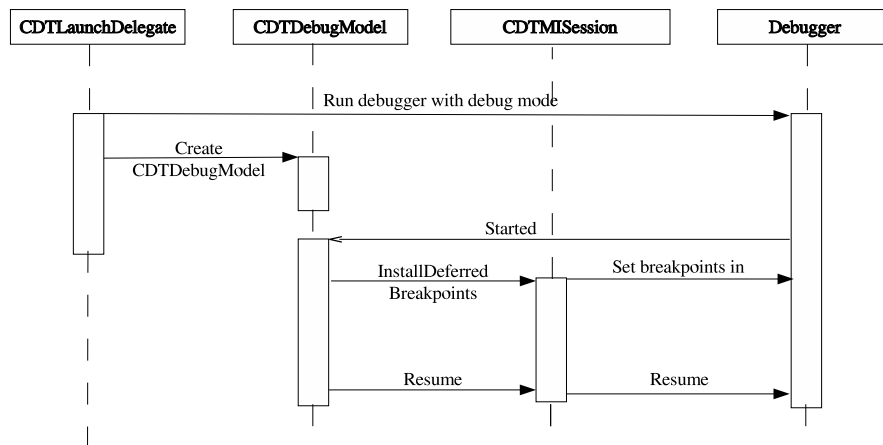 CDTLaunchDelegate
CDTDebugModel
CDTMISession
Debugger
Run debugger with debug mode
Create
CDTDebugModel
Started
InstallDeferred
Breakpoints
Set breakpoints in
Resume
Resume